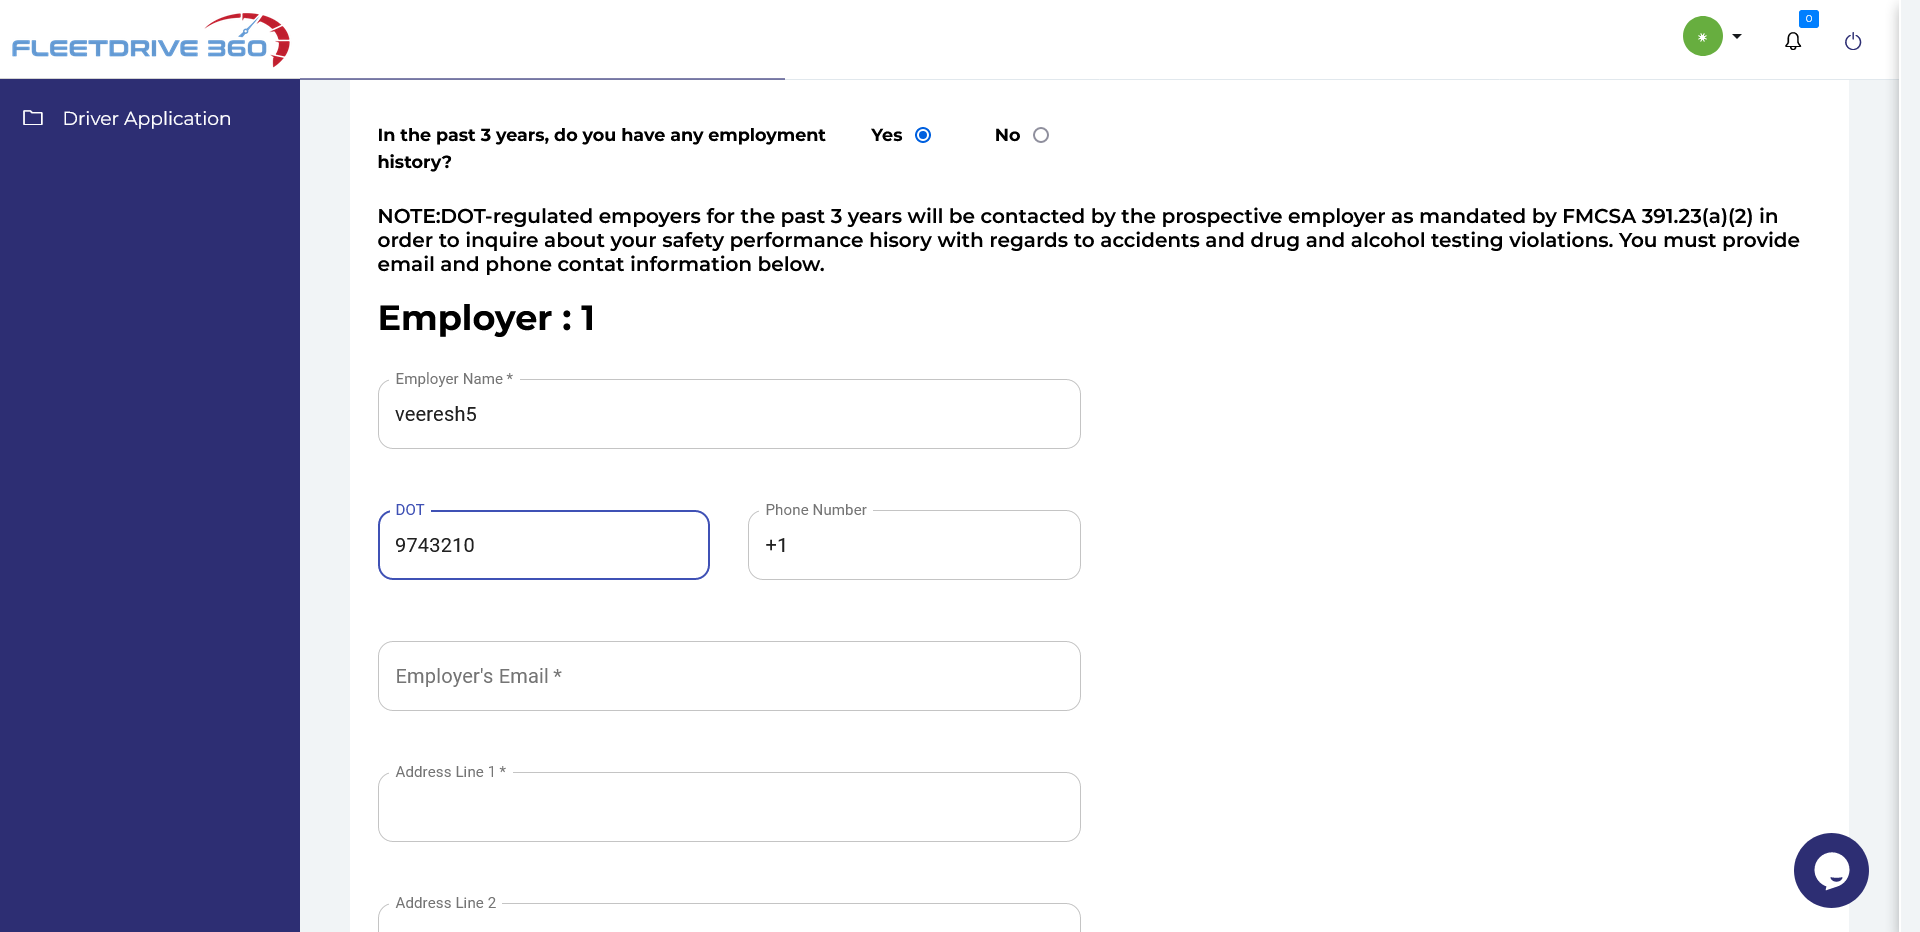 FLEETDRIVE 360
0
Driver Application
In the past 3 years, do you have any employment
history?
Yes
No
NOTE:DOT-regulated empoyers for the past 3 years will be contacted by the prospective employer as mandated by FMCSA 391.23(a)(2) in
order to inquire about your safety performance hisory with regards to accidents and drug and alcohol testing violations. You must provide
email and phone contat information below.
Employer : 1
Employer Name *
veeresh5
DOT
9743210
Phone Number
+1
Employer's Email *
Address Line 1 *
Address Line 2